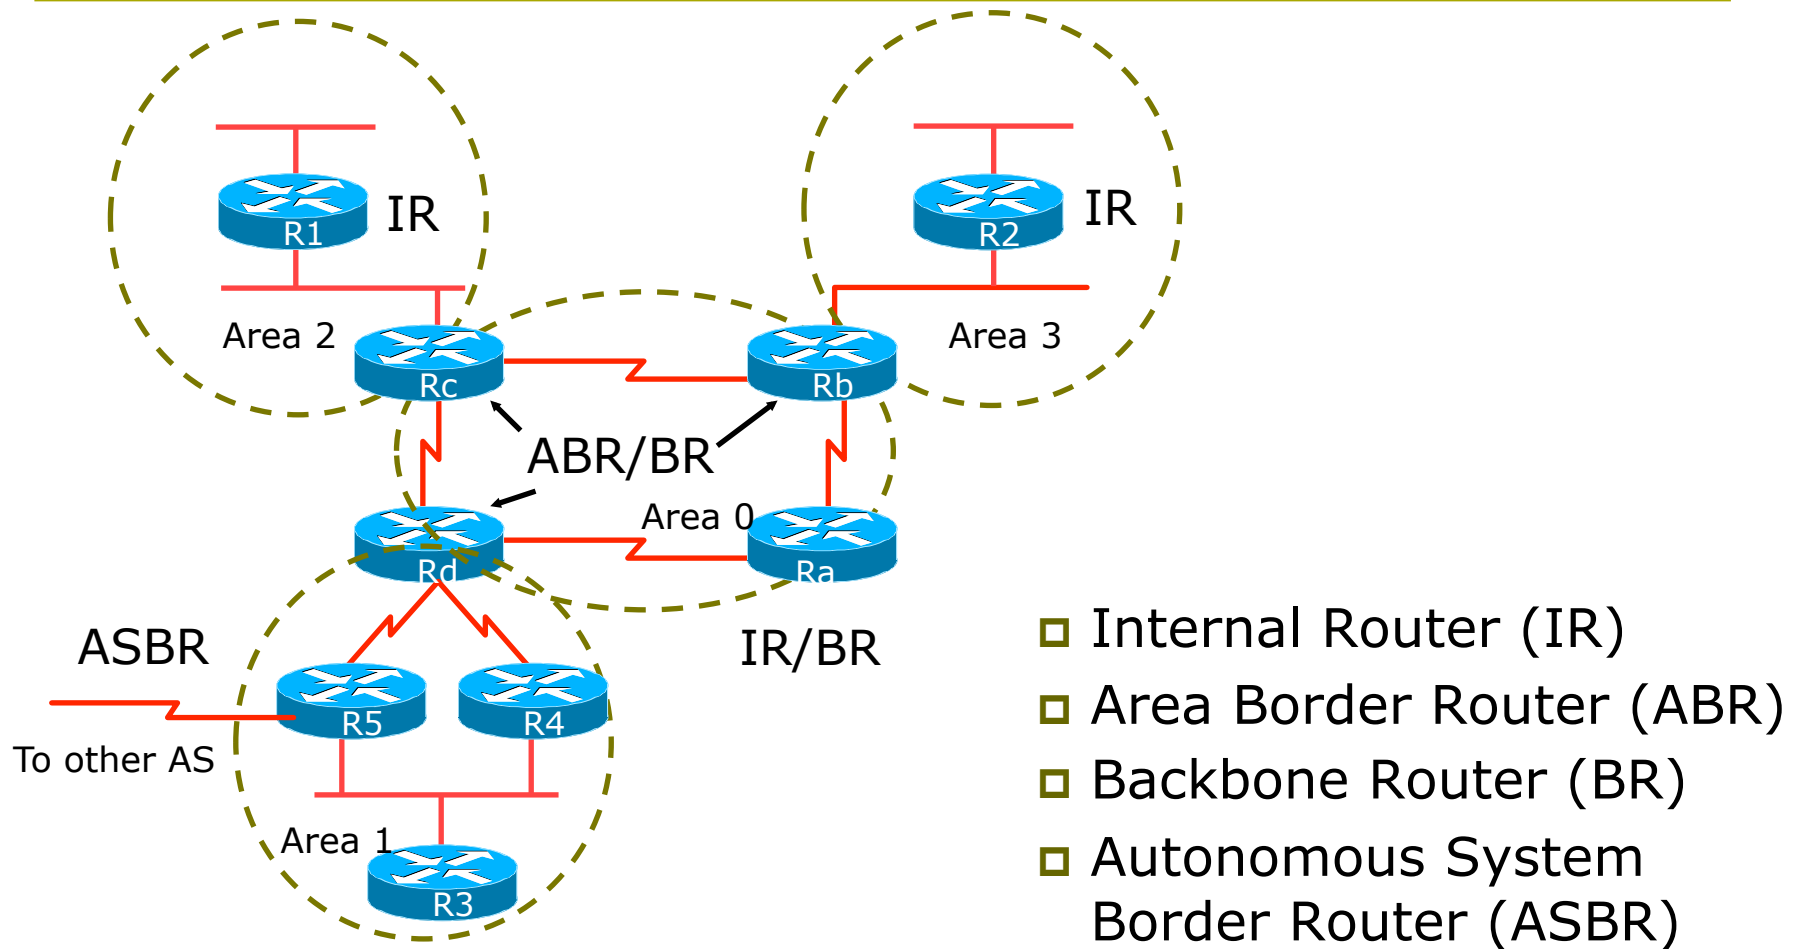 R1
IR
R2
IR
Area 2
Area 3
Rc
Rb
ABR/BR
Area 0
Rd
Ra
ASBR
IR/BR
R5
R4
To other AS
Area 1
R3
Internal Router (IR)
Area Border Router (ABR)
Backbone Router (BR)
Autonomous System
Border Router (ASBR)